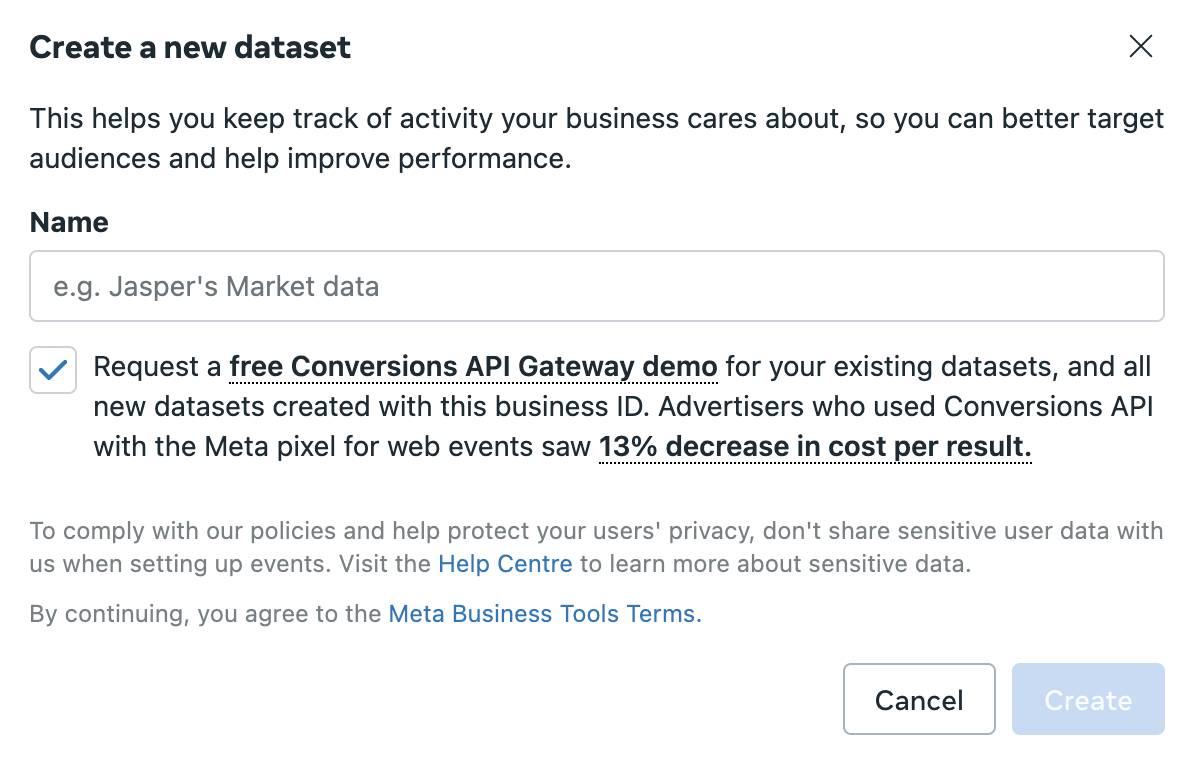 Create a new dataset
This helps you keep track of activity your business cares about, so you can better target
audiences and help improve performance.
Name
e.g. Jasper's Market data
Request a free Conversions API Gateway demo for your existing datasets, and all
new datasets created with this business ID. Advertisers who used Conversions API
with the Meta pixel for web events saw 13% decrease in cost per result.
To comply with our policies and help protect your users' privacy, don't share sensitive user data with
us when setting up events. Visit the Help Centre to learn more about sensitive data.
By continuing, you agree to the Meta Business Tools Terms.
Cancel Create